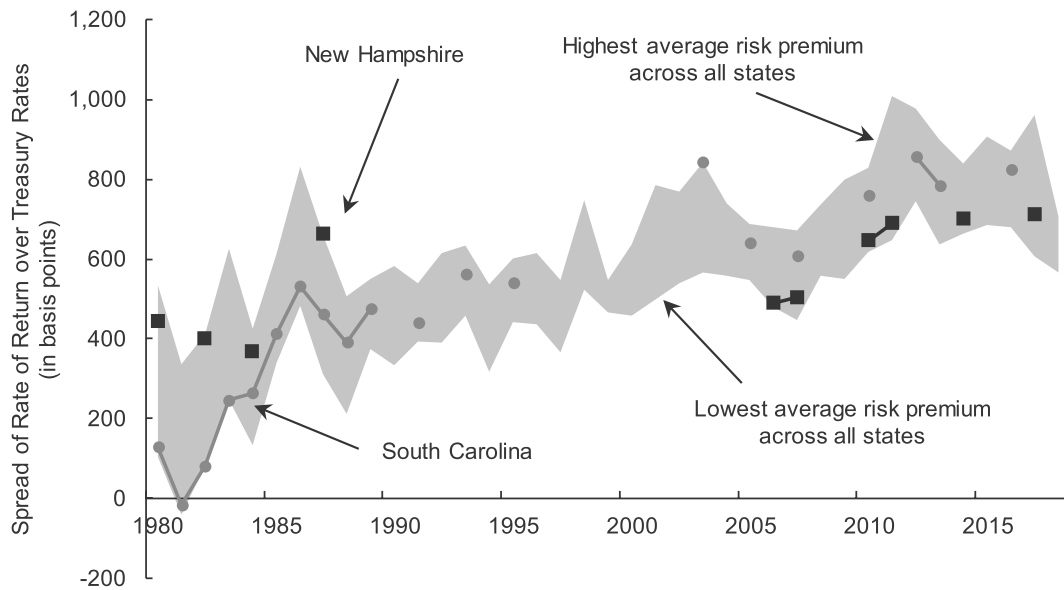 1,200
1,000
800
600
400
200
0
-200
Spread of Rate of Return over Treasury Rates
(in basis points)
New Hampshire
Highest average risk premium
across all states
Lowest average risk premium
across all states
South Carolina
1980 1985 1990 1995 2000 2005 2010 2015